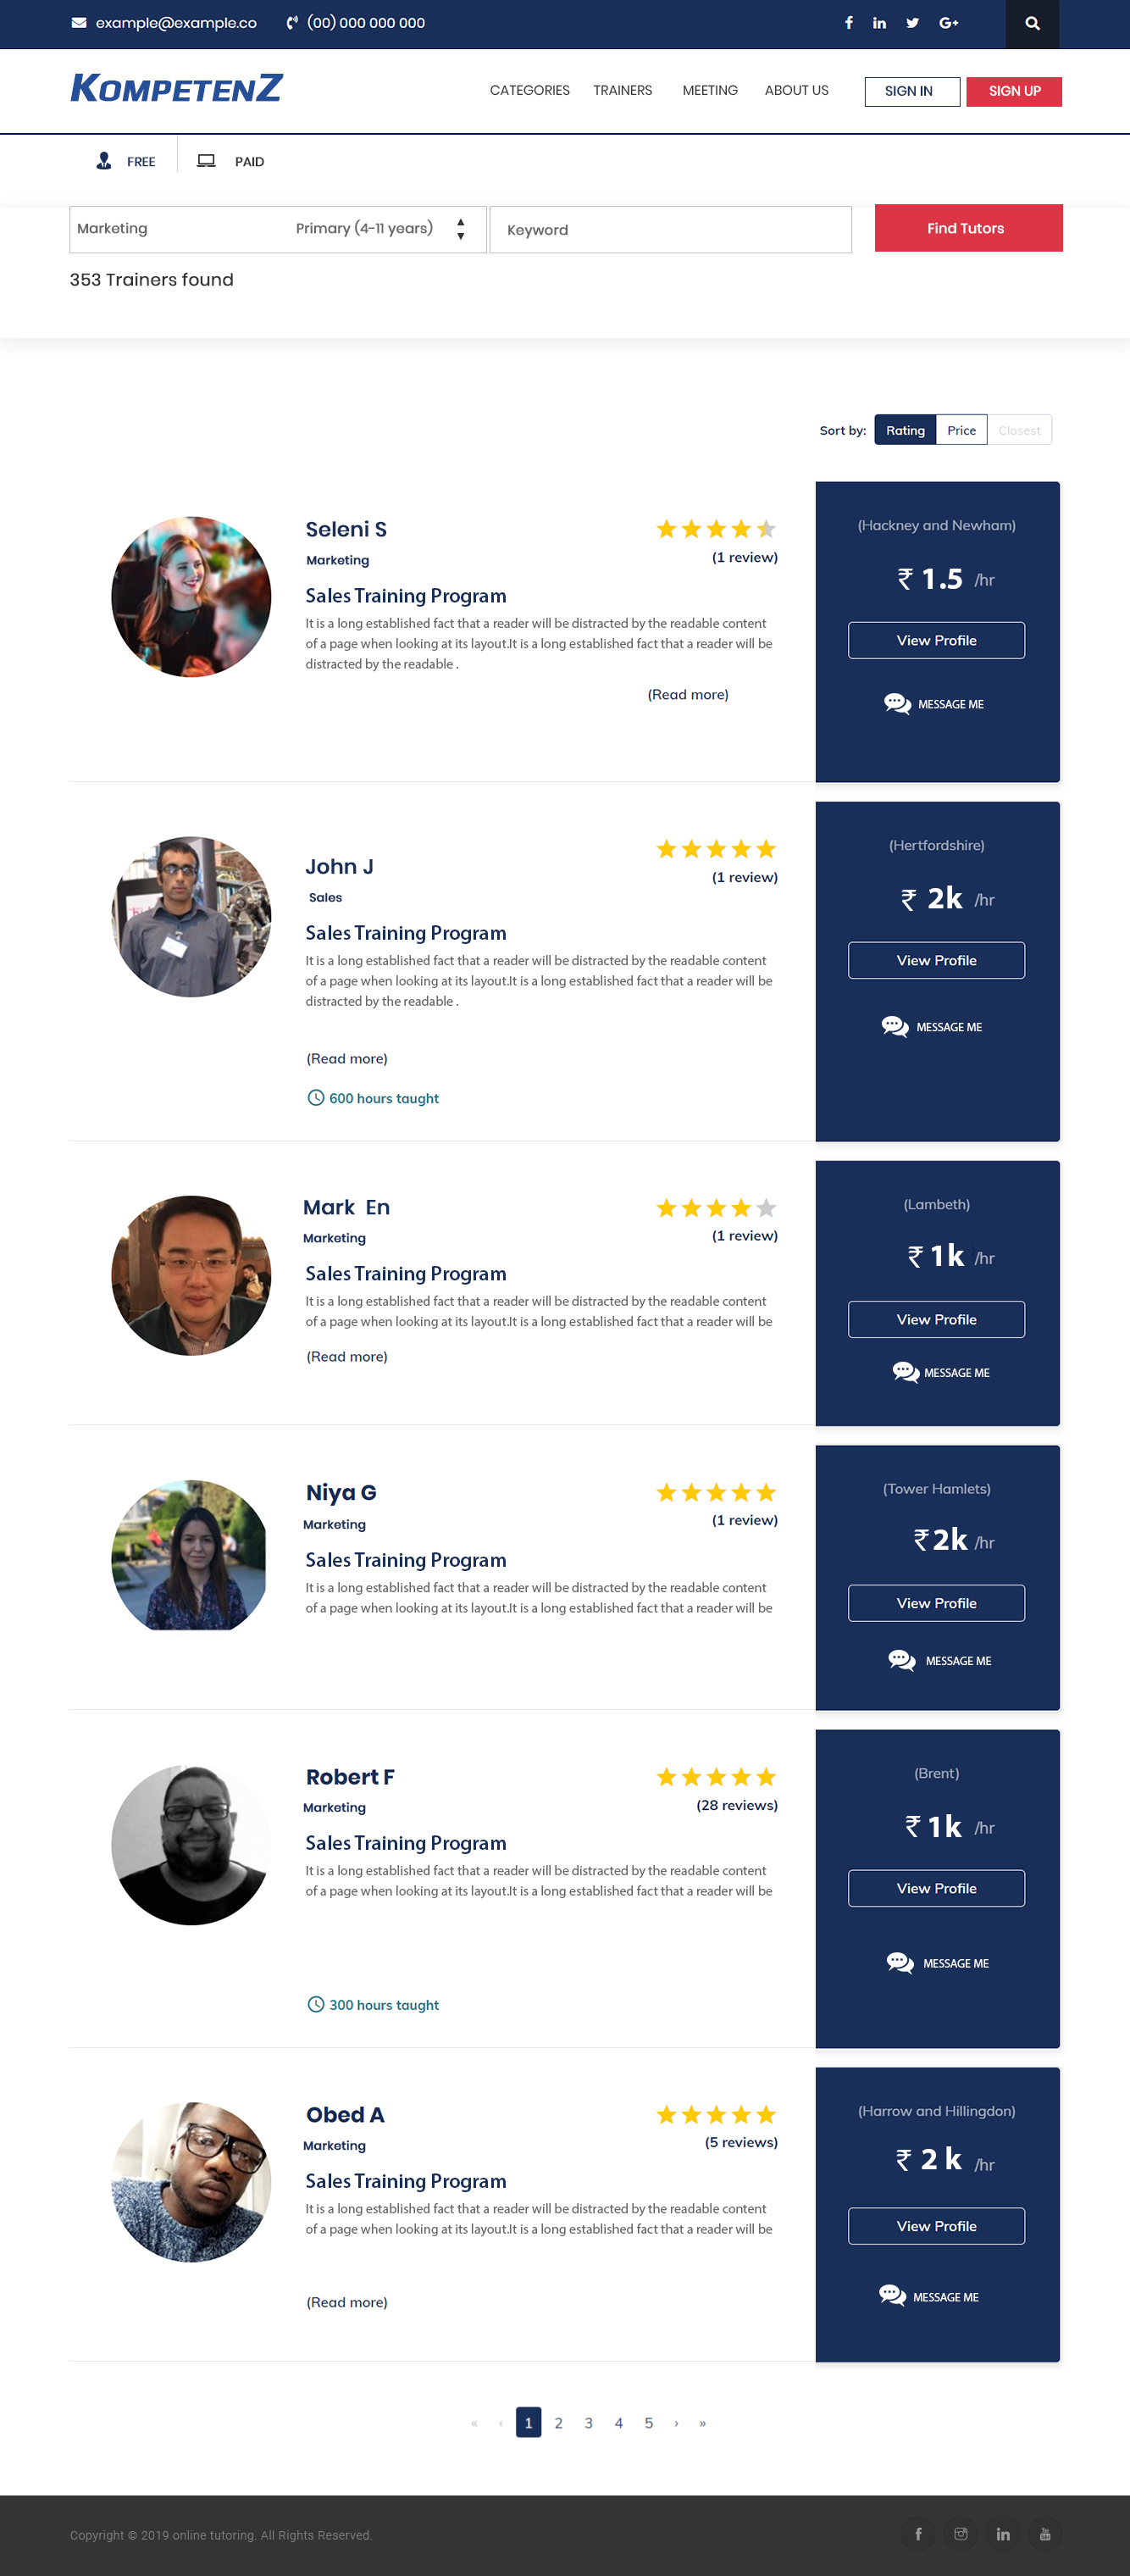 example@example.co (00) 000 000 000
KOMPETENZ CATEGORIES TRAINERS MEETING ABOUT US SIGN IN SIGN UP
FREE PAID
Marketing Primary (4-11 years) Keyword Find Tutors
353 Trainers found
Sort by: Rating Price Closest
Seleni S
(1 review)
Marketing
Sales Training Program
It is a long established fact that a reader will be distracted by the readable content
of a page when looking at its layout.It is a long established fact that a reader will be
distracted by the readable .
(Read more)
(Hackney and Newham)
₹ 1.5 /hr
View Profile
MESSAGE ME
John J
(1 review)
Sales
Sales Training Program
It is a long established fact that a reader will be distracted by the readable content
of a page when looking at its layout.It is a long established fact that a reader will be
distracted by the readable .
(Read more)
600 hours taught
(Hertfordshire)
₹ 2k /hr
View Profile
MESSAGE ME
Mark En
(1 review)
Marketing
Sales Training Program
It is a long established fact that a reader will be distracted by the readable content
of a page when looking at its layout.It is a long established fact that a reader will be
(Read more)
(Lambeth)
₹ 1k /hr
View Profile
MESSAGE ME
Niya G
(1 review)
Marketing
Sales Training Program
It is a long established fact that a reader will be distracted by the readable content
of a page when looking at its layout.It is a long established fact that a reader will be
(Tower Hamlets)
₹ 2k /hr
View Profile
MESSAGE ME
Robert F
(28 reviews)
Marketing
Sales Training Program
It is a long established fact that a reader will be distracted by the readable content
of a page when looking at its layout.It is a long established fact that a reader will be
300 hours taught
(Brent)
₹ 1k /hr
View Profile
MESSAGE ME
Obed A
(5 reviews)
Marketing
Sales Training Program
It is a long established fact that a reader will be distracted by the readable content
of a page when looking at its layout.It is a long established fact that a reader will be
(Read more)
(Harrow and Hillingdon)
₹ 2 k /hr
View Profile
MESSAGE ME
« ‹ 1 2 3 4 5 › »
Copyright © 2019 online tutoring. All Rights Reserved.